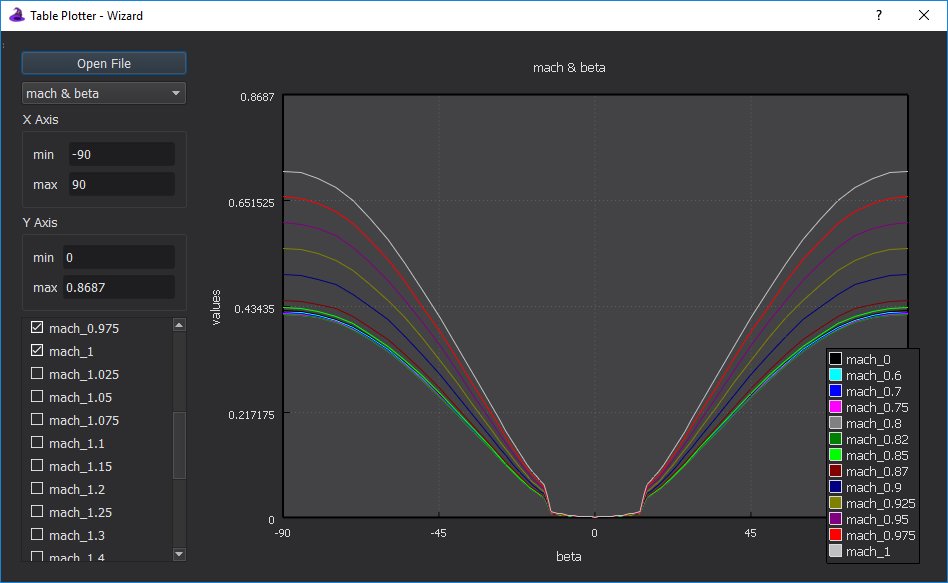 Table Plotter - Wizard
?
Open File
mach & beta
X Axis
min -90
max 90
Y Axis
min 0
max 0.8687
mach_0.975
mach_1
mach_1.025
mach_1.05
mach_1.075
mach_1.1
mach_1.15
mach_1.2
mach_1.25
mach_1.3
mach_1.4
mach & beta
0.8687
0.651525
0.43435
0.217175
0
values
-90
-45
0
45
beta
mach_0
mach_0.6
mach_0.7
mach_0.75
mach_0.8
mach_0.82
mach_0.85
mach_0.87
mach_0.9
mach_0.925
mach_0.95
mach_0.975
mach_1